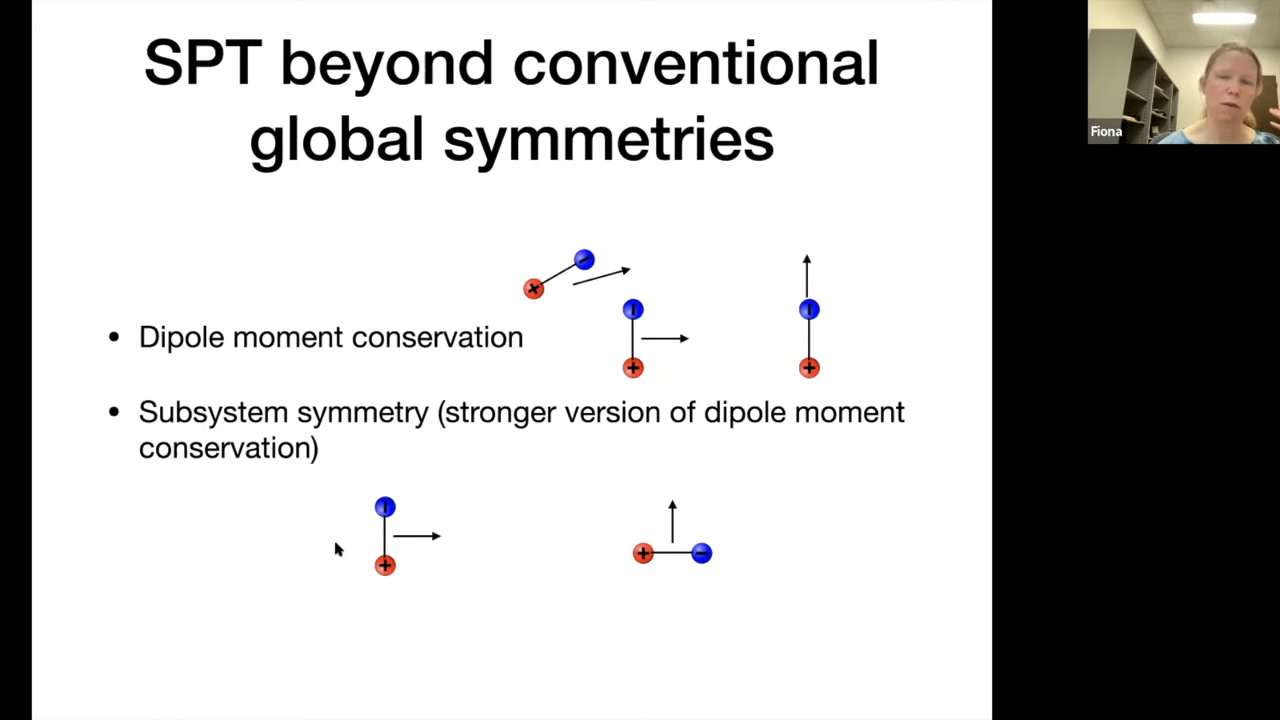 SPT beyond conventional
global symmetries
Fiona
• Dipole moment conservation
• Subsystem symmetry (stronger version of dipole moment
conservation)